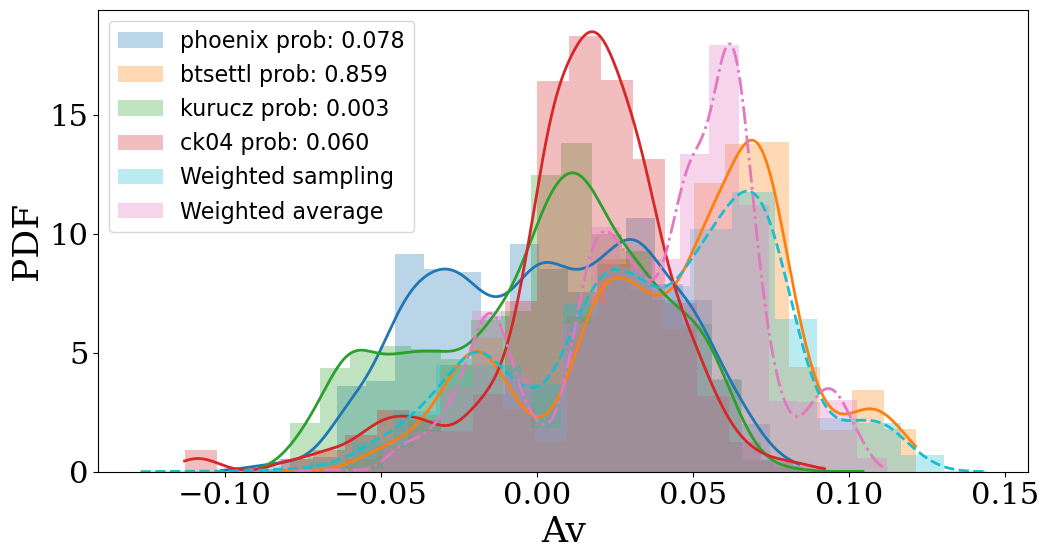 phoenix prob: 0.078
btsettl prob: 0.859
kurucz prob: 0.003
ck04 prob: 0.060
Weighted sampling
Weighted average
PDF
15
10
5
0
−0.10 −0.05 0.00 0.05 0.10 0.15
Av